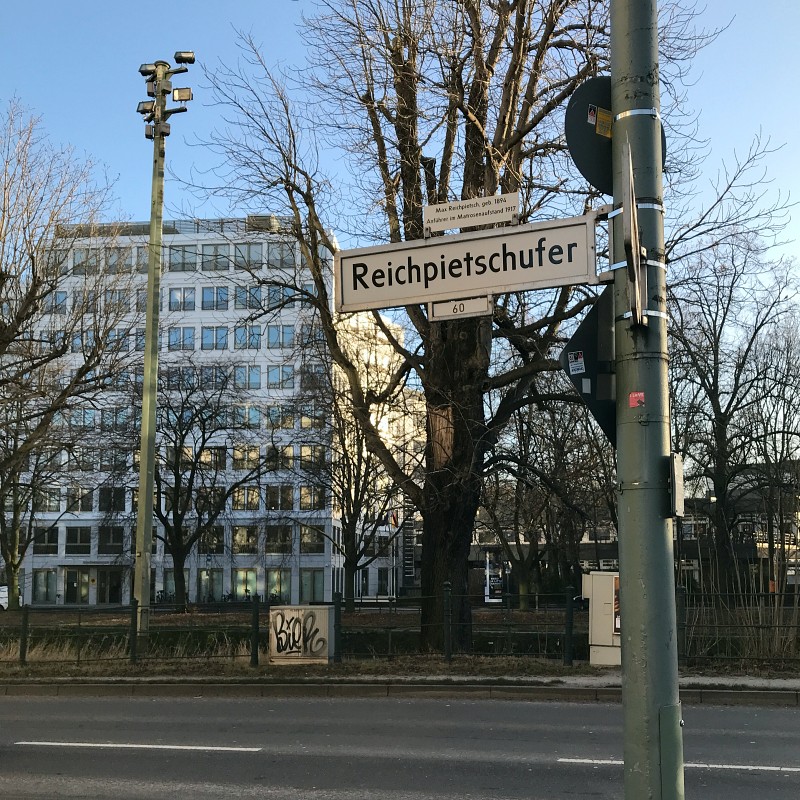 Max Reichpietsch, geb. 1894
Anführer im Matrosenaufstand 1917
Reichpietschufer
60